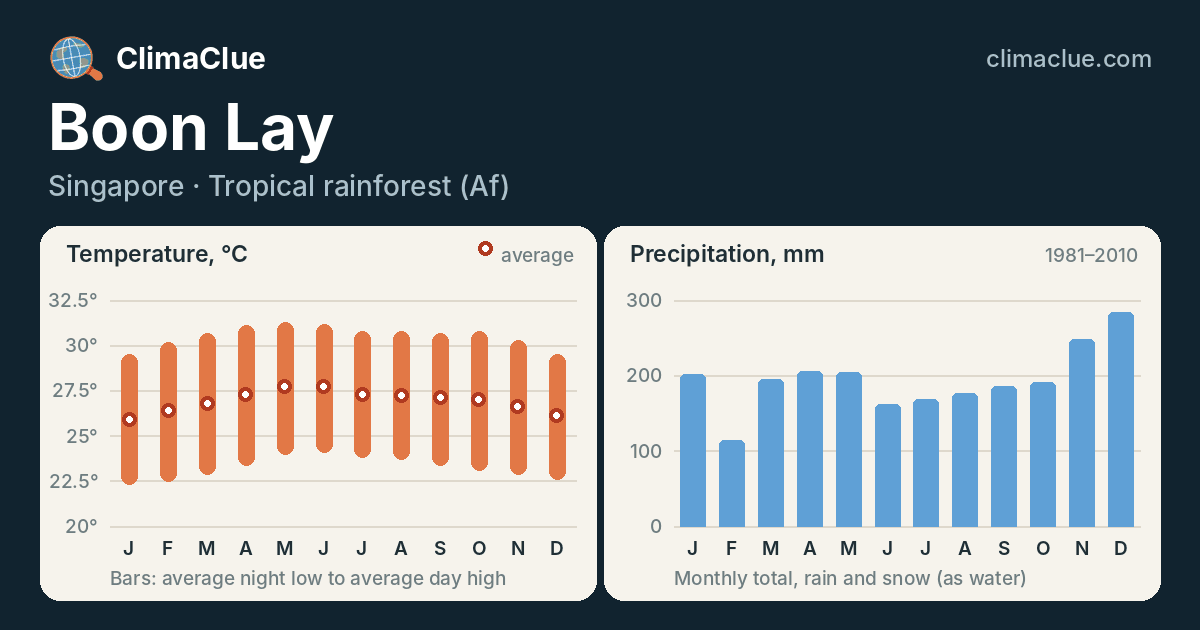 ClimaClue
climaclue.com
Boon Lay
Singapore · Tropical rainforest (Af)
Temperature, °C
average
32.5°
30°
27.5°
25°
22.5°
20°
J F M A M J J A S O N D
Bars: average night low to average day high
Precipitation, mm
1981–2010
300
200
100
0
J F M A M J J A S O N D
Monthly total, rain and snow (as water)